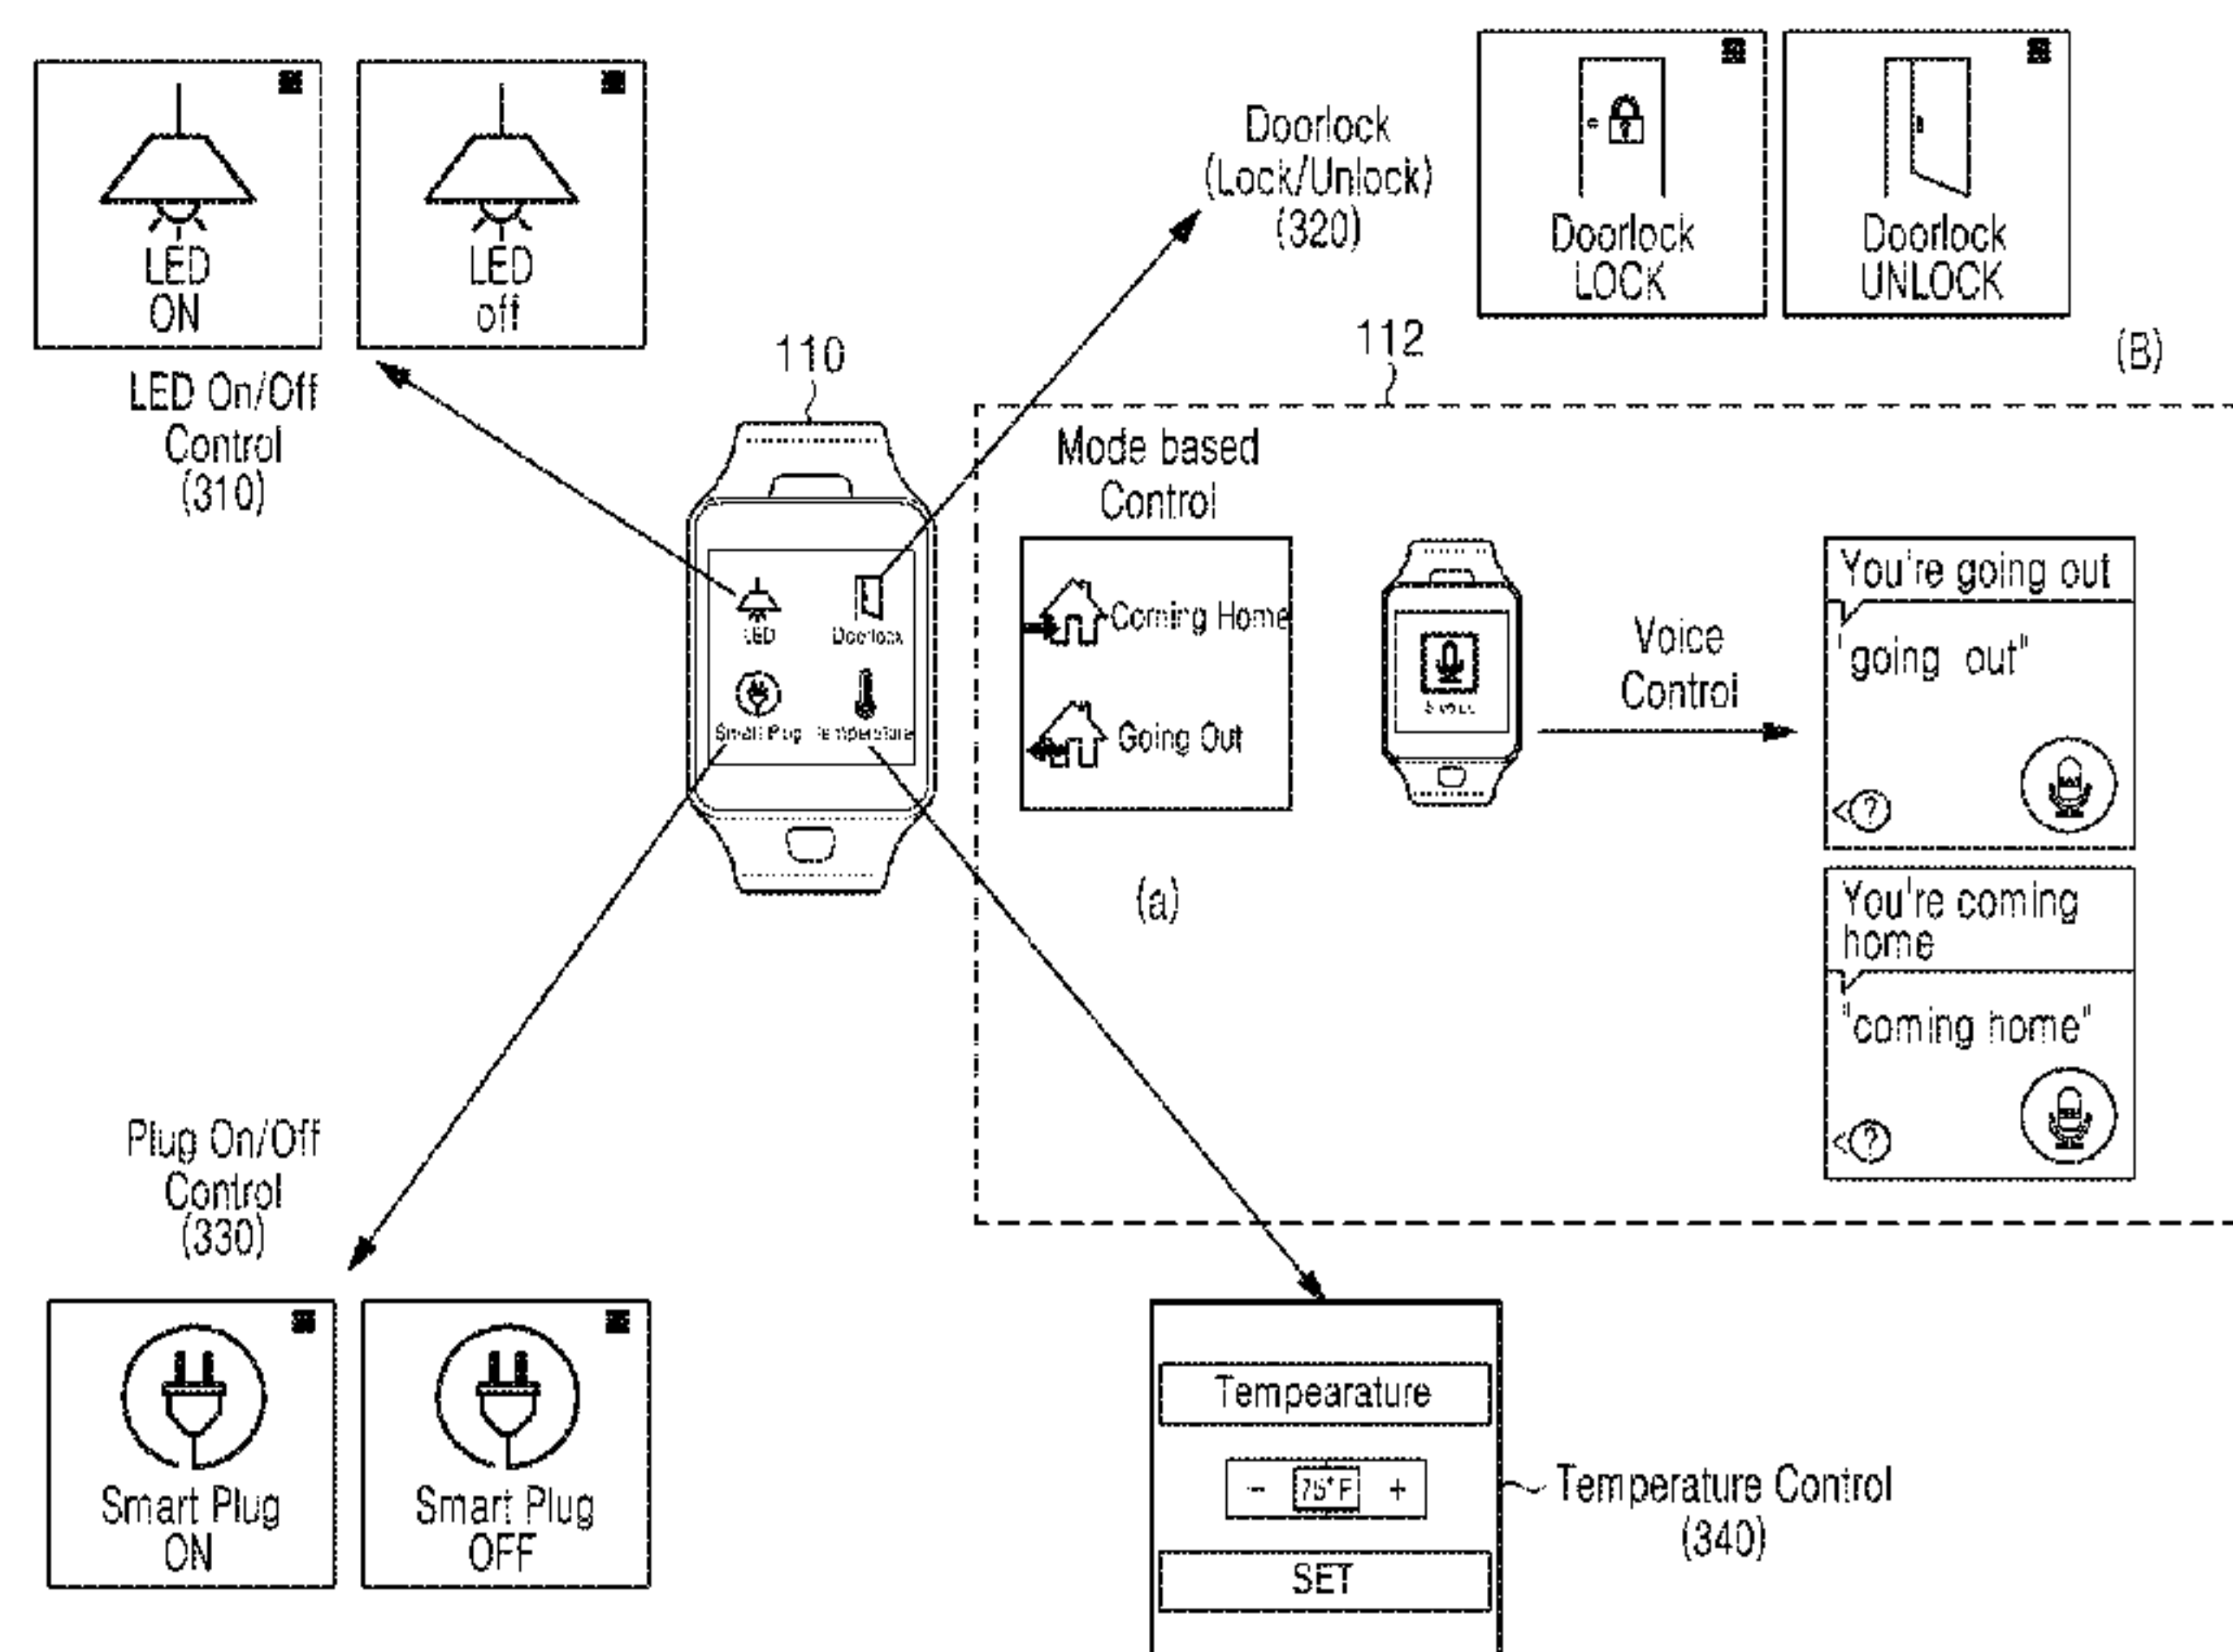 LED
ON
LED
off
LED On/Off
Control
(310)
Doorlock
(Lock/Unlock)
(320)
Doorlock
LOCK
Doorlock
UNLOCK
(B)
110
112
LED
Doorlock
Smart Plug
Temperature
Mode based
Control
Coming Home
Going Out
(a)
Voice
Control
You're going out
"going out"
<?
You're coming
home
"coming home"
<?
Plug On/Off
Control
(330)
Smart Plug
ON
Smart Plug
OFF
Tempearature
- 75°F +
SET
Temperature Control
(340)